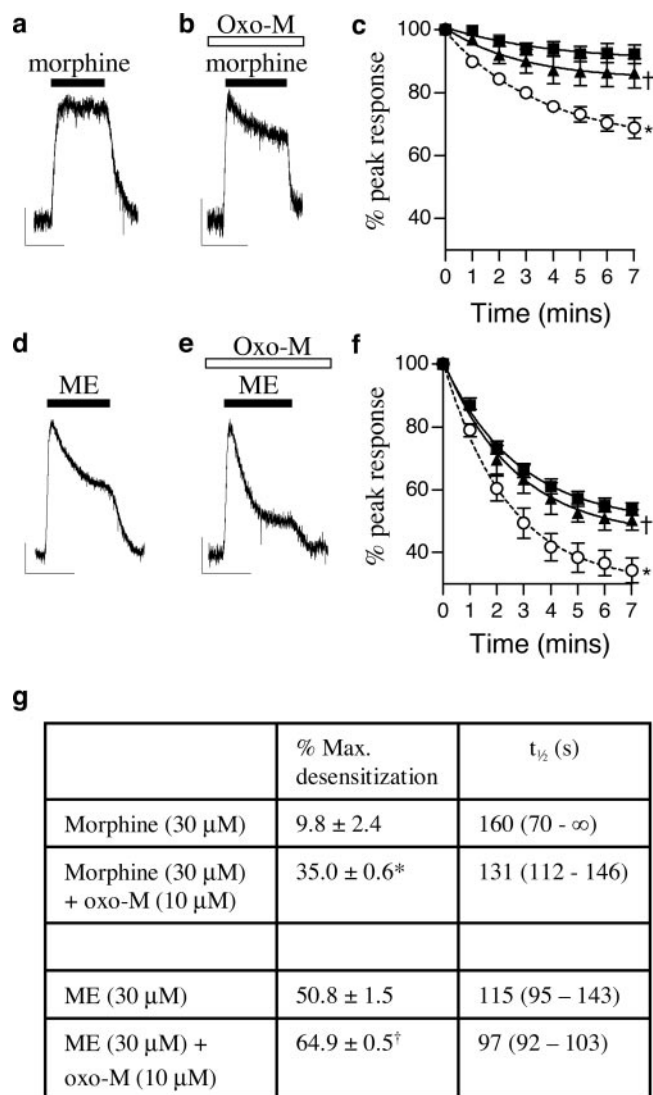 a
b
Oxo-M
c
morphine
morphine
100
80
60
40
% peak response
†
*
0 1 2 3 4 5 6 7
Time (mins)
d
e
Oxo-M
f
ME
ME
100
80
60
40
% peak response
†
*
0 1 2 3 4 5 6 7
Time (mins)
g
% Max.
desensitization
t½ (s)
Morphine (30 µM)
9.8 ± 2.4
160 (70 - ∞)
Morphine (30 µM)
+ oxo-M (10 µM)
35.0 ± 0.6*
131 (112 - 146)
ME (30 µM)
50.8 ± 1.5
115 (95 – 143)
ME (30 µM) +
oxo-M (10 µM)
64.9 ± 0.5†
97 (92 – 103)